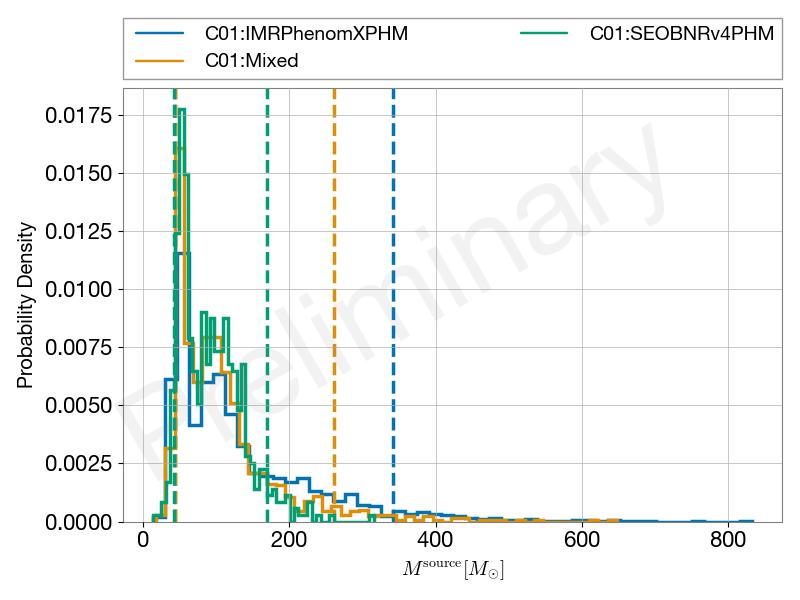 C01:IMRPhenomXPHM
C01:Mixed
C01:SEOBNRv4PHM
0.0175
0.0150
0.0125
0.0100
0.0075
0.0050
0.0025
0.0000
Probability Density
Preliminary
0 200 400 600 800
M^source [M_⊙]